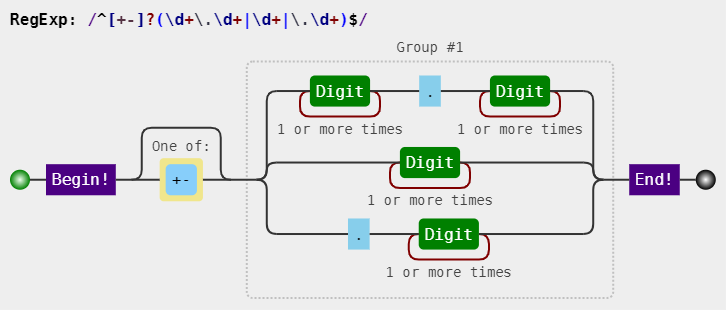 RegExp: /^[+-]?(\d+\.\d+|\d+|\.\d+)$/
Group #1
Digit . Digit
1 or more times 1 or more times
One of:
Begin! +- Digit End!
1 or more times
. Digit
1 or more times